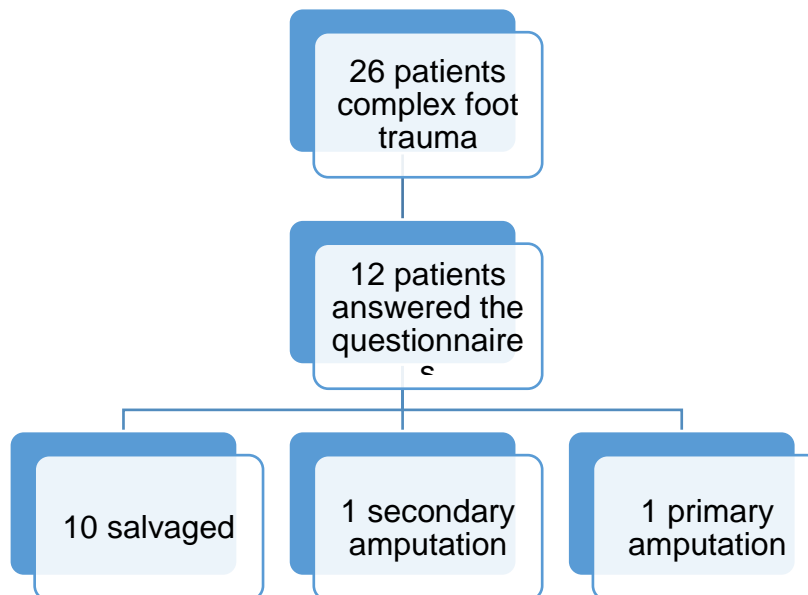 26 patients
complex foot
trauma
12 patients
answered the
questionnaire
s
10 salvaged
1 secondary
amputation
1 primary
amputation